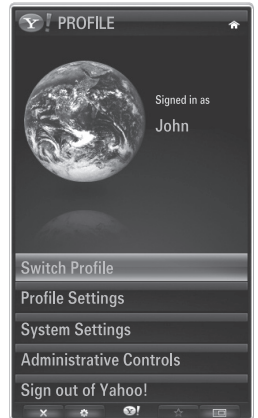 Y! PROFILE
Signed in as
John
Switch Profile
Profile Settings
System Settings
Administrative Controls
Sign out of Yahoo!
Y!